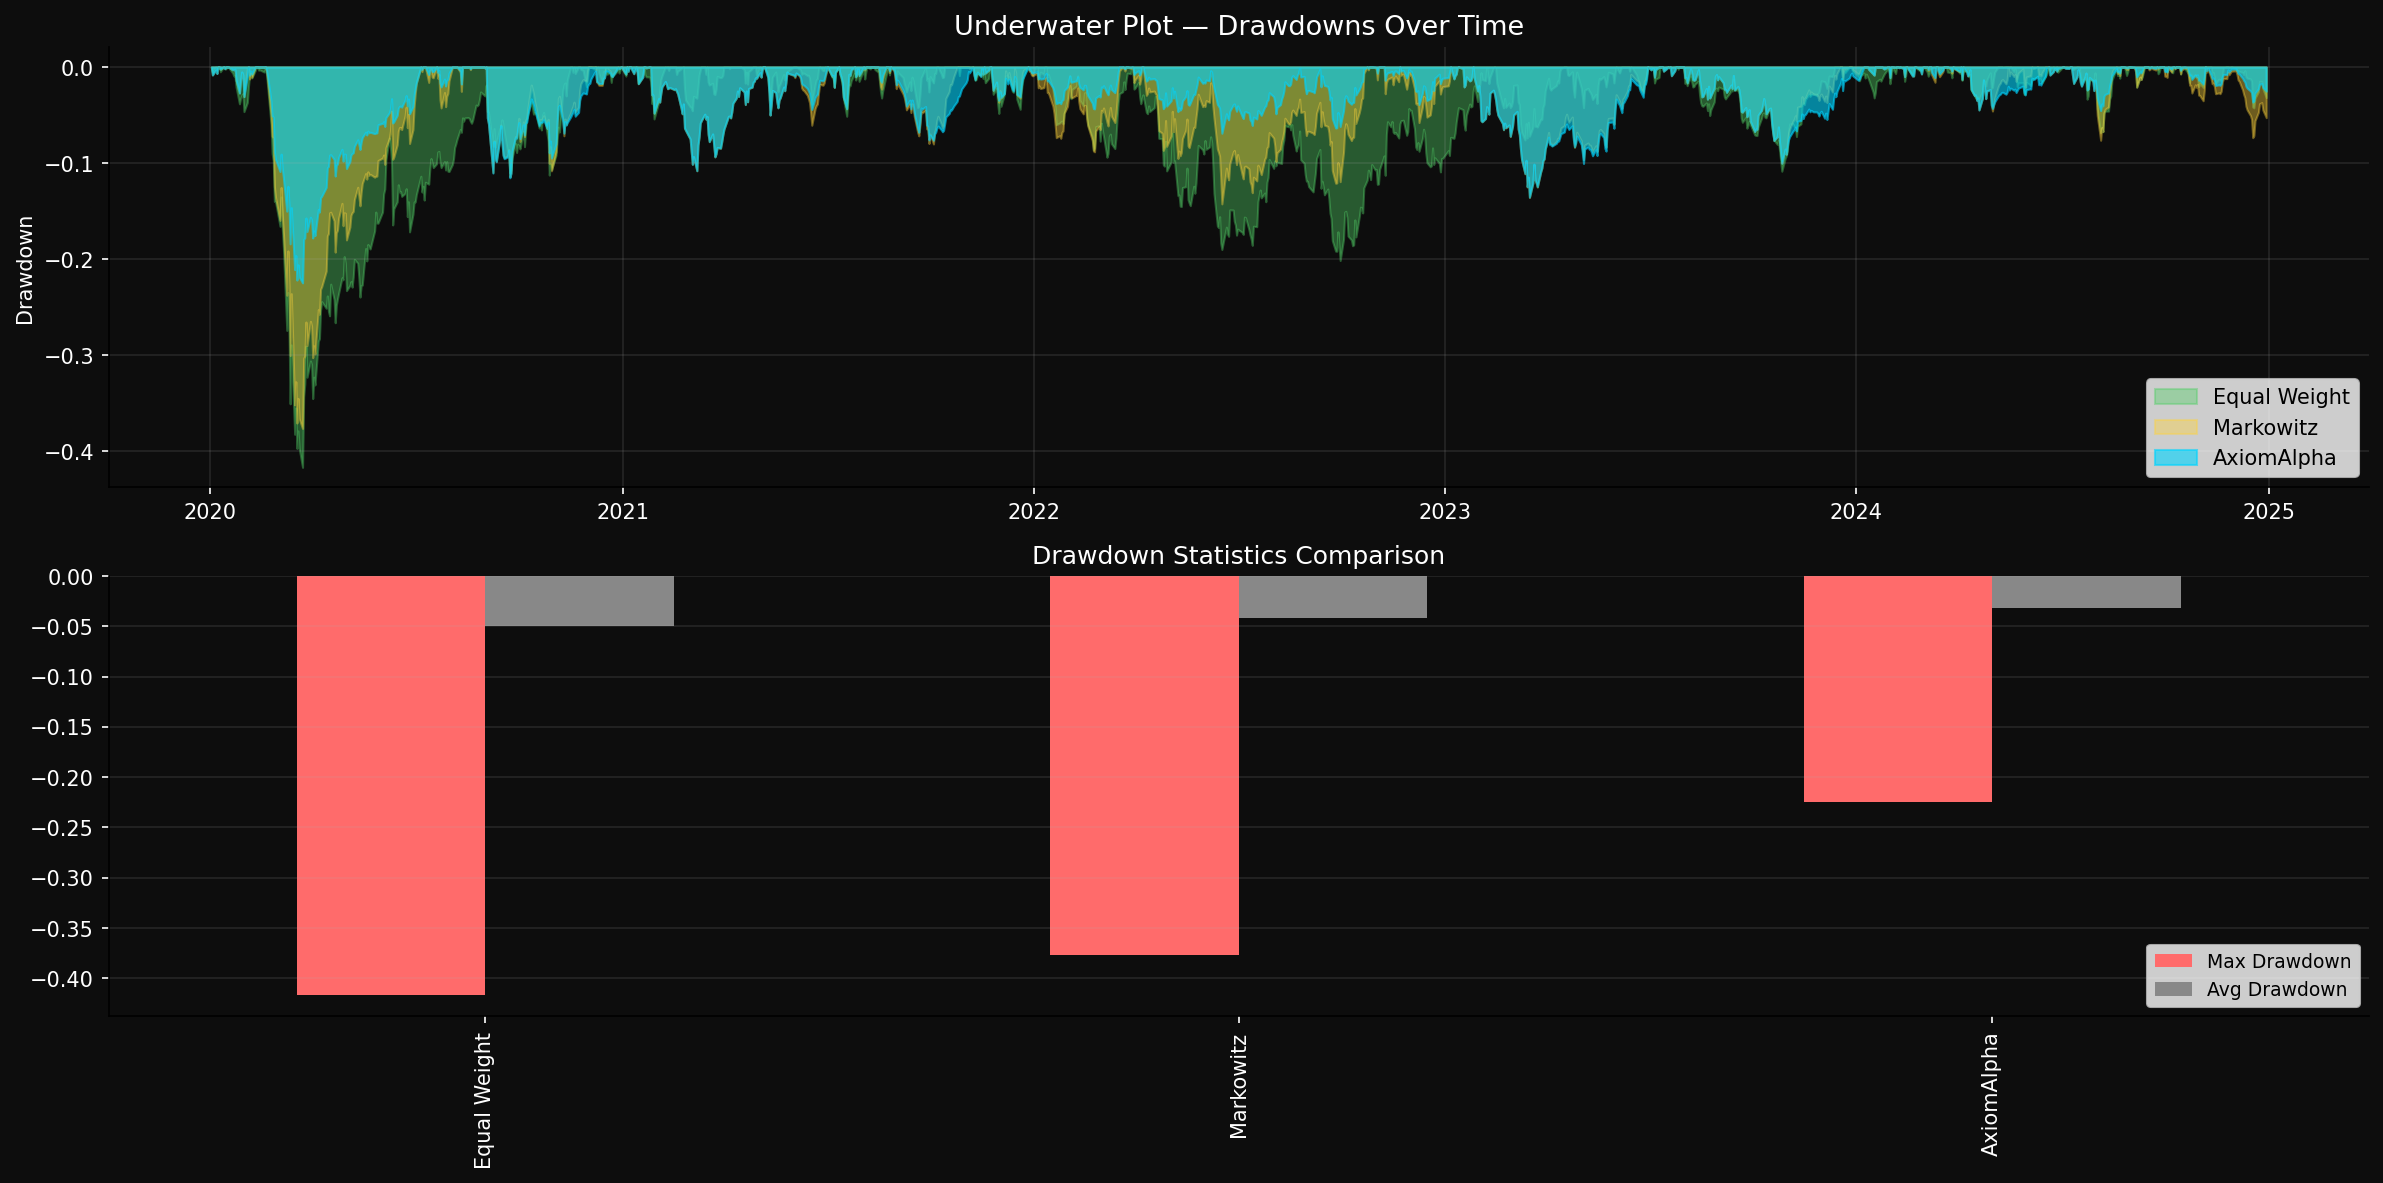 Underwater Plot — Drawdowns Over Time
Drawdown
0.0
−0.1
−0.2
−0.3
−0.4
Equal Weight
Markowitz
AxiomAlpha
2020 2021 2022 2023 2024 2025
Drawdown Statistics Comparison
0.00
−0.05
−0.10
−0.15
−0.20
−0.25
−0.30
−0.35
−0.40
Max Drawdown
Avg Drawdown
Equal Weight
Markowitz
AxiomAlpha